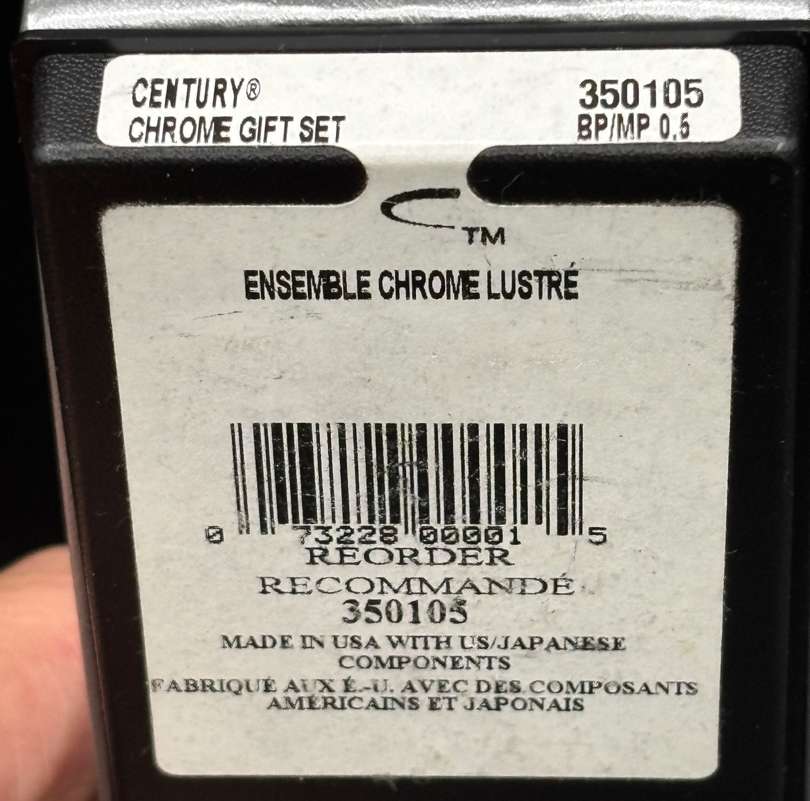 CENTURY® 350105
CHROME GIFT SET BP/MP 0,5
TM
ENSEMBLE CHROME LUSTRÉ
0 73228 00001 5
REORDER
RECOMMANDÉ
350105
MADE IN USA WITH US/JAPANESE
COMPONENTS
FABRIQUÉ AUX É.-U. AVEC DES COMPOSANTS
AMÉRICAINS ET JAPONAIS